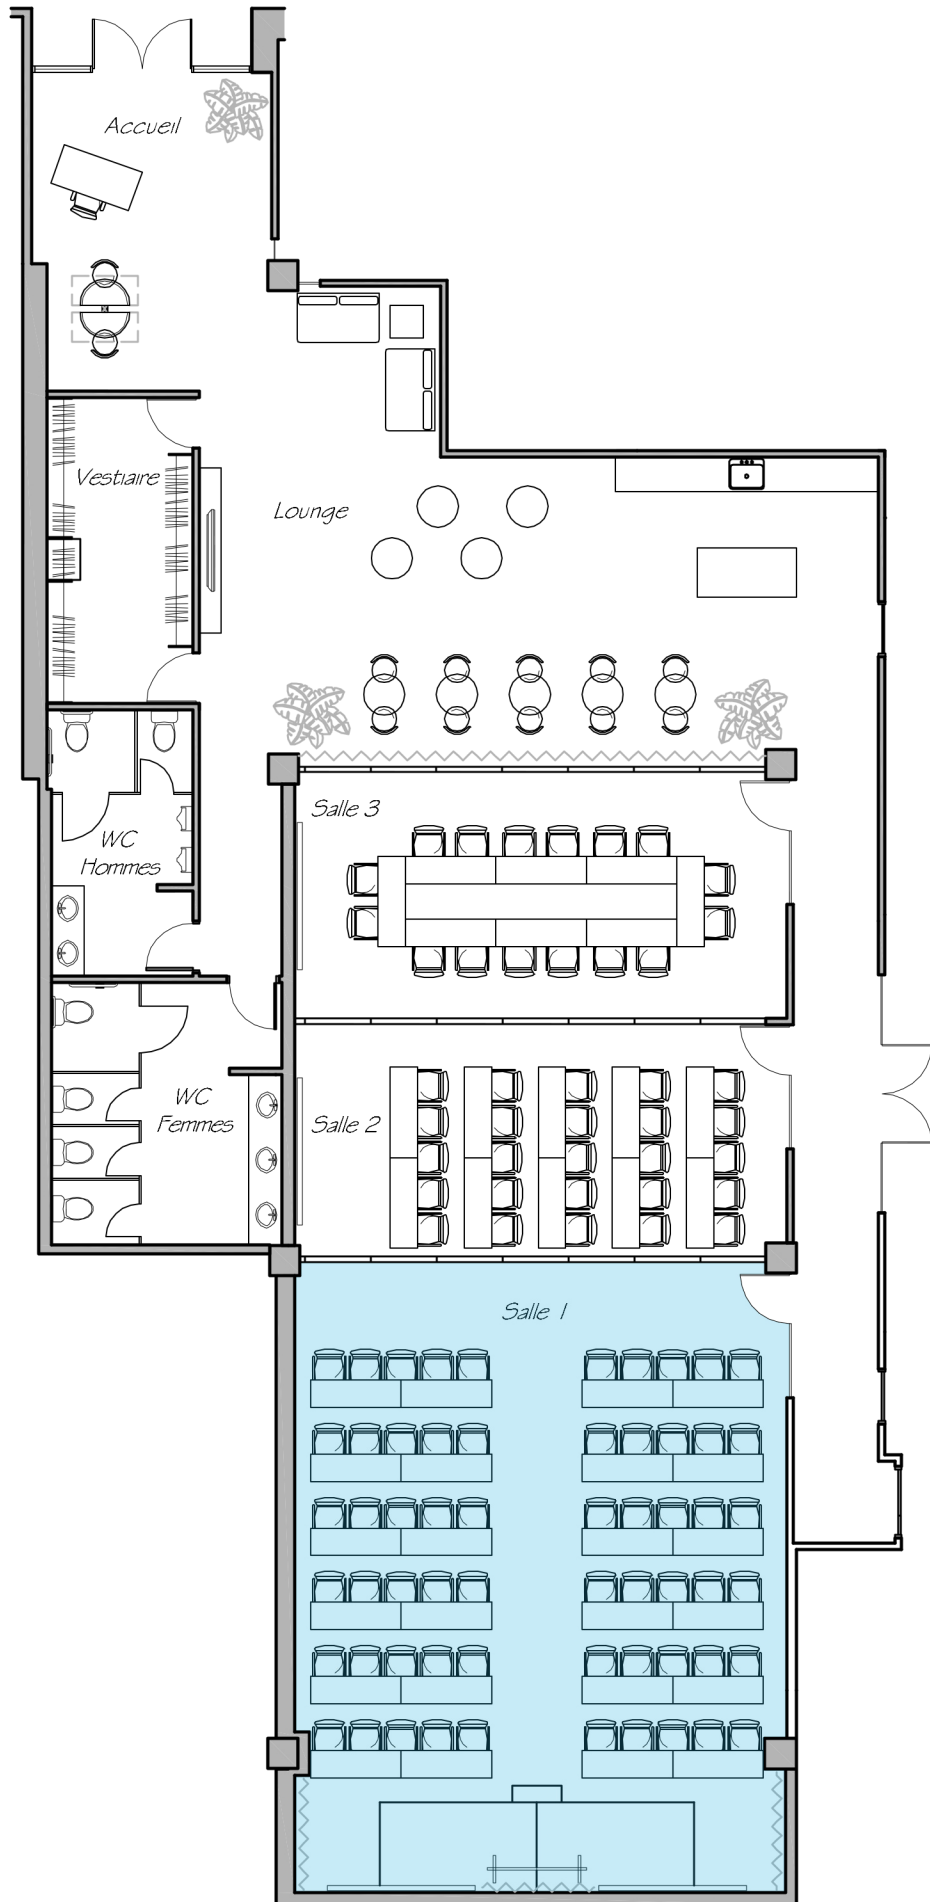 Accueil
Vestiaire
Lounge
Salle 3
WC
Hommes
WC
Femmes
Salle 2
Salle 1